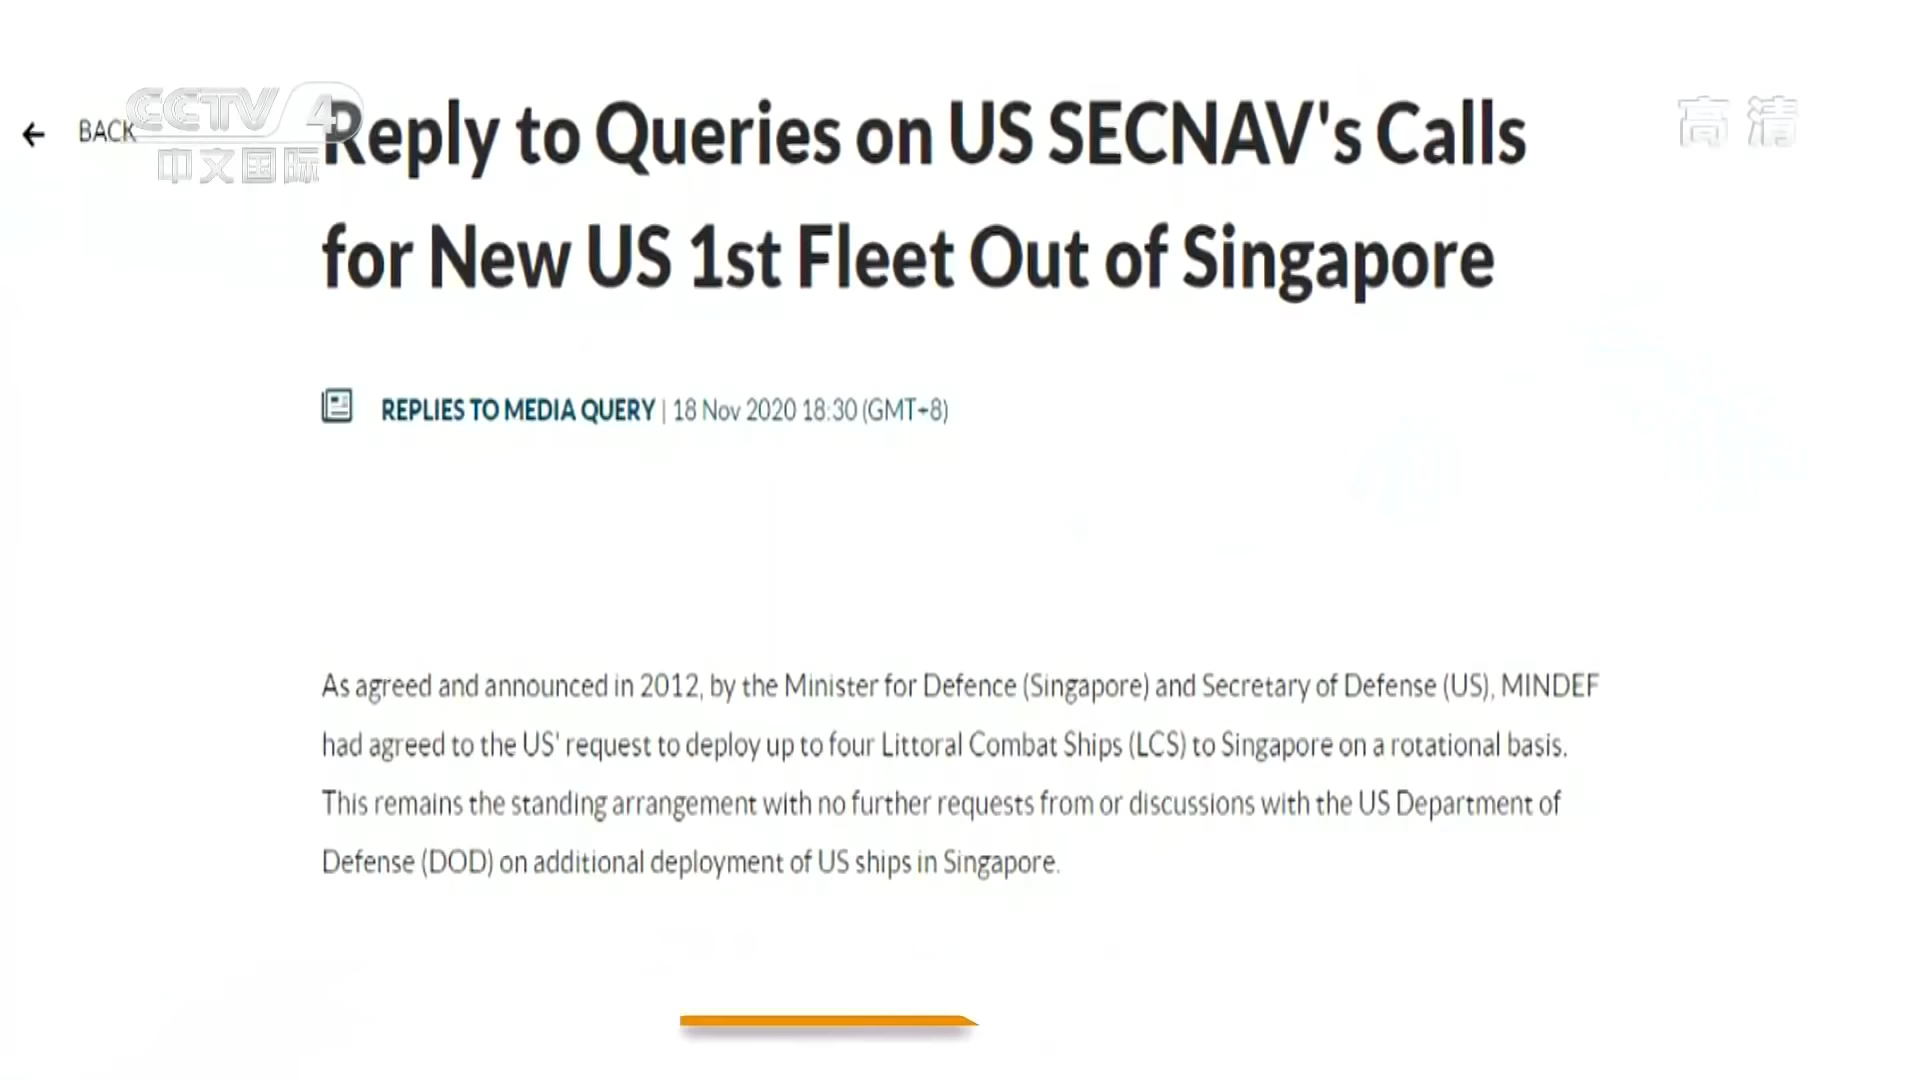 CCTV 4
中文国际
高清
BACK
Reply to Queries on US SECNAV's Calls
for New US 1st Fleet Out of Singapore
REPLIES TO MEDIA QUERY | 18 Nov 2020 18:30 (GMT+8)
As agreed and announced in 2012, by the Minister for Defence (Singapore) and Secretary of Defense (US), MINDEF
had agreed to the US' request to deploy up to four Littoral Combat Ships (LCS) to Singapore on a rotational basis.
This remains the standing arrangement with no further requests from or discussions with the US Department of
Defense (DOD) on additional deployment of US ships in Singapore.